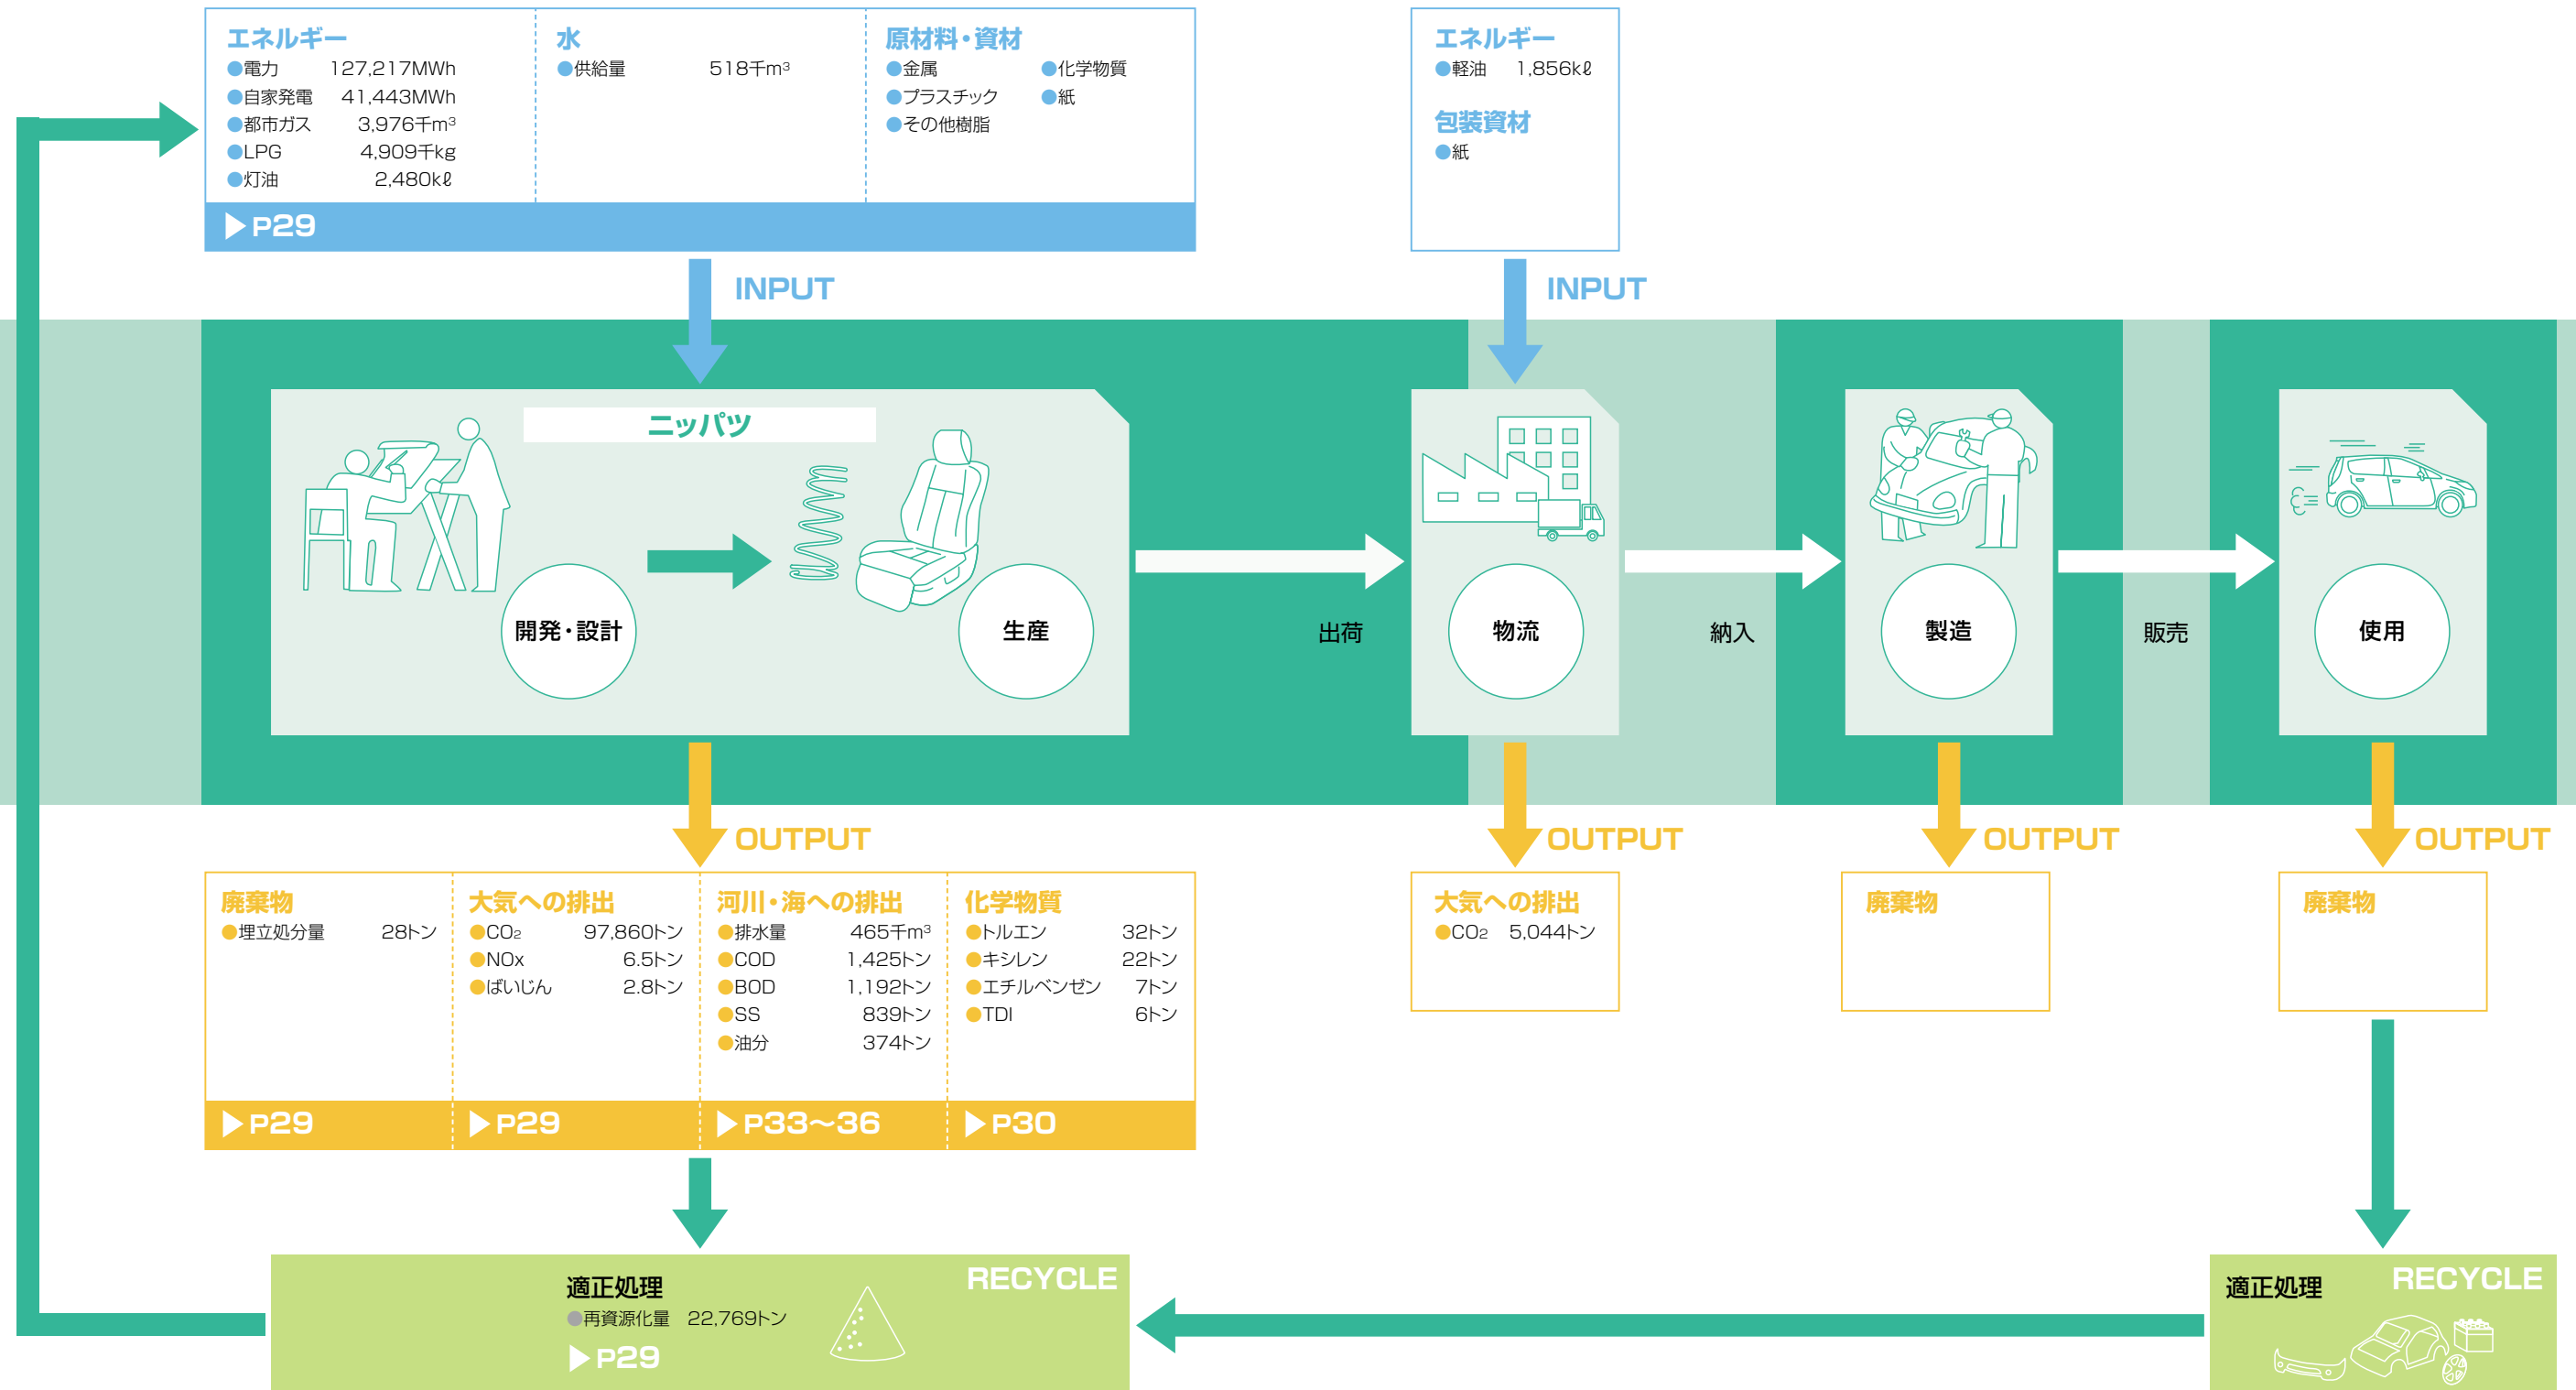 エネルギー
●電力 127,217MWh
●自家発電 41,443MWh
●都市ガス 3,976千m³
●LPG 4,909千kg
●灯油 2,480kℓ
水
●供給量 518千m³
原材料・資材
●金属 ●化学物質
●プラスチック ●紙
●その他樹脂
▶P29
エネルギー
●軽油 1,856kℓ
包装資材
●紙
INPUT
INPUT
ニッパツ
開発・設計
生産
出荷
物流
納入
製造
販売
使用
OUTPUT
OUTPUT
OUTPUT
OUTPUT
廃棄物
●埋立処分量 28トン
▶P29
大気への排出
●CO₂ 97,860トン
●NOx 6.5トン
●ばいじん 2.8トン
▶P29
河川・海への排出
●排水量 465千m³
●COD 1,425トン
●BOD 1,192トン
●SS 839トン
●油分 374トン
▶P33〜36
化学物質
●トルエン 32トン
●キシレン 22トン
●エチルベンゼン 7トン
●TDI 6トン
▶P30
大気への排出
●CO₂ 5,044トン
廃棄物
廃棄物
RECYCLE
適正処理
●再資源化量 22,769トン
▶P29
適正処理 RECYCLE